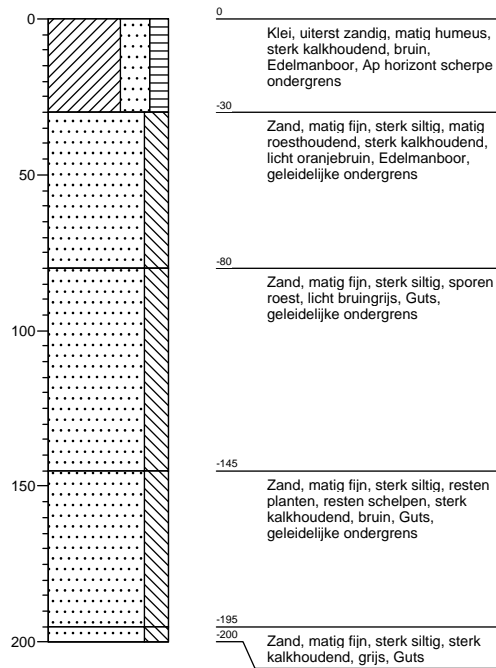 0
50
100
150
200
0
Klei, uiterst zandig, matig humeus,
sterk kalkhoudend, bruin,
Edelmanboor, Ap horizont scherpe
ondergrens
-30
Zand, matig fijn, sterk siltig, matig
roesthoudend, sterk kalkhoudend,
licht oranjebruin, Edelmanboor,
geleidelijke ondergrens
-80
Zand, matig fijn, sterk siltig, sporen
roest, licht bruingrijs, Guts,
geleidelijke ondergrens
-145
Zand, matig fijn, sterk siltig, resten
planten, resten schelpen, sterk
kalkhoudend, bruin, Guts,
geleidelijke ondergrens
-195
-200
Zand, matig fijn, sterk siltig, sterk
kalkhoudend, grijs, Guts